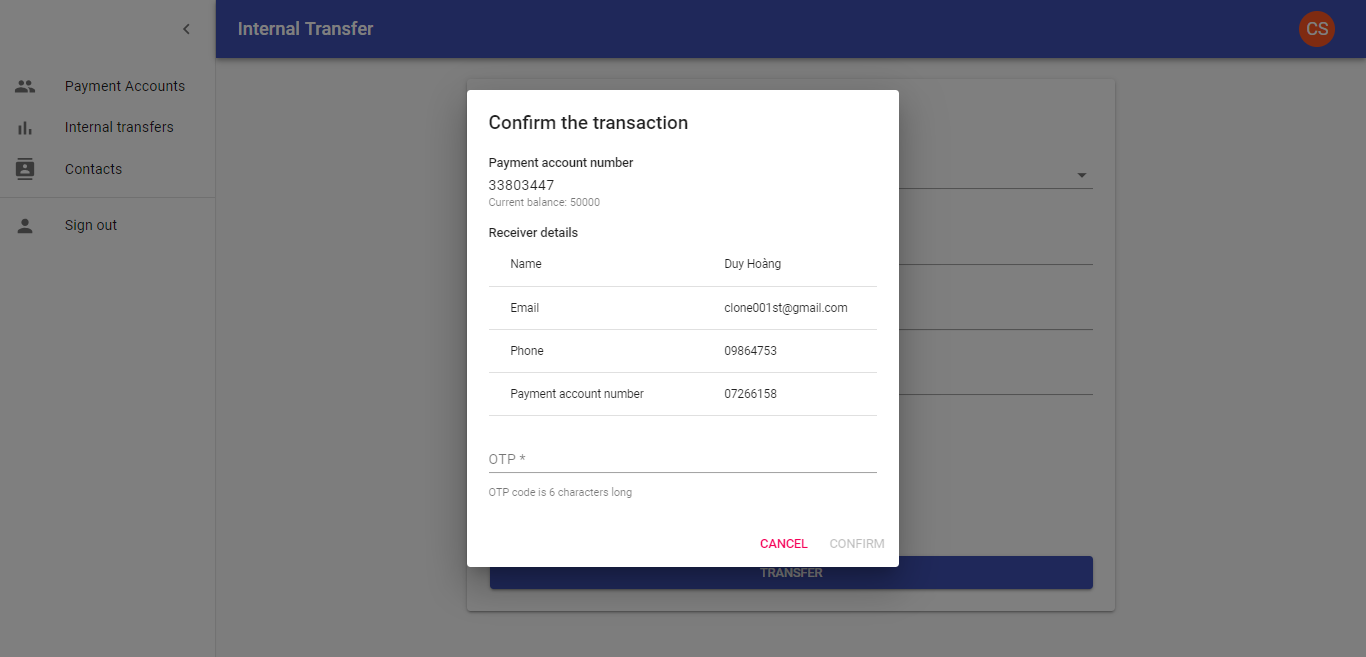 Internal Transfer
CS
Payment Accounts
Internal transfers
Contacts
Sign out
Confirm the transaction
Payment account number
33803447
Current balance: 50000
Receiver details
Name Duy Hoàng
Email clone001st@gmail.com
Phone 09864753
Payment account number 07266158
OTP *
OTP code is 6 characters long
CANCEL CONFIRM
TRANSFER